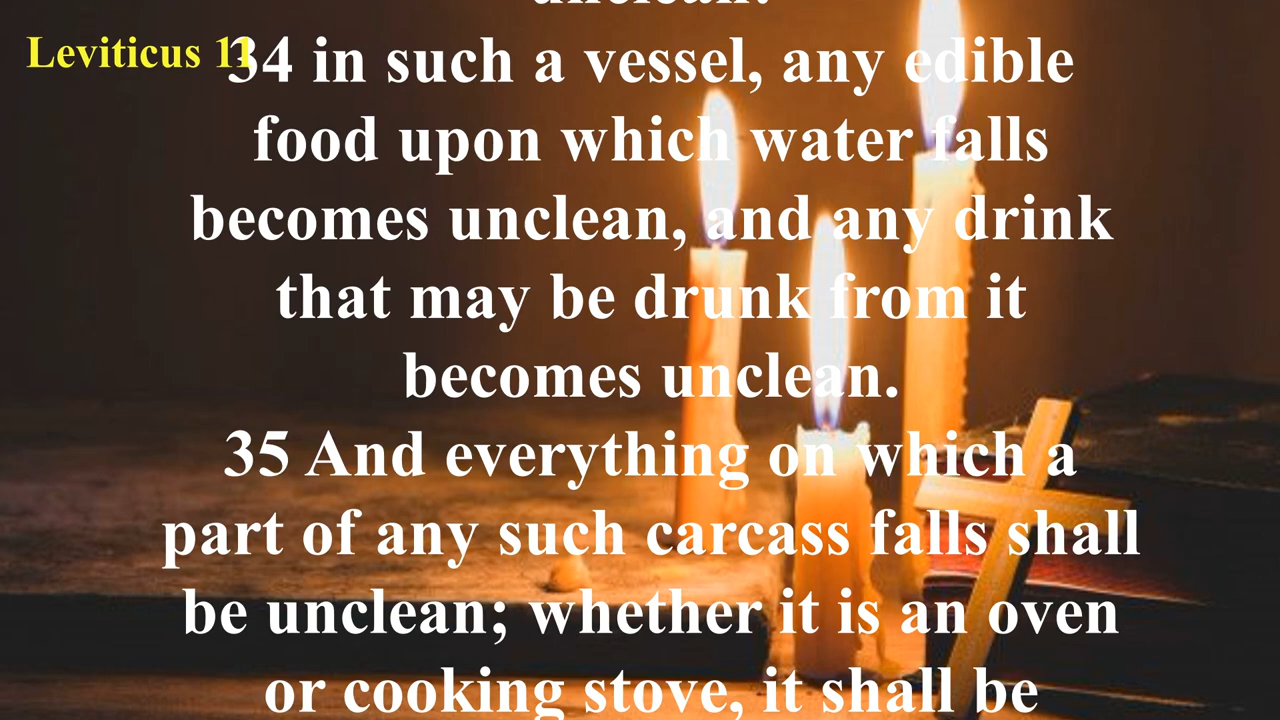 unclean:
Leviticus 11
34 in such a vessel, any edible
food upon which water falls
becomes unclean, and any drink
that may be drunk from it
becomes unclean.
35 And everything on which a
part of any such carcass falls shall
be unclean; whether it is an oven
or cooking stove, it shall be